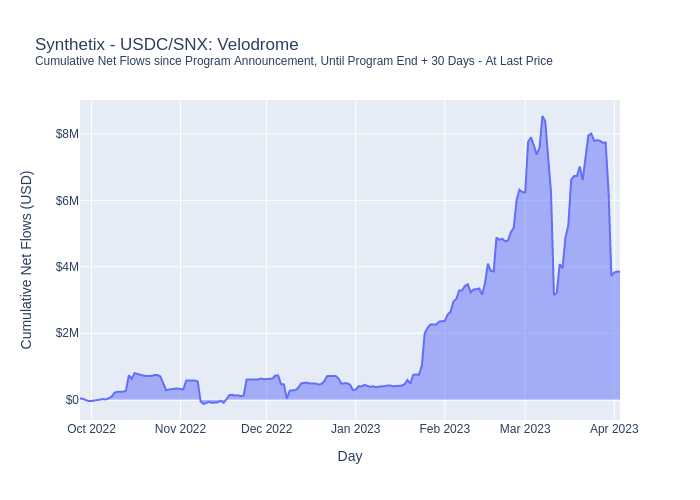 Synthetix - USDC/SNX: Velodrome
Cumulative Net Flows since Program Announcement, Until Program End + 30 Days - At Last Price
$8M
$6M
$4M
$2M
$0
Cumulative Net Flows (USD)
Oct 2022 Nov 2022 Dec 2022 Jan 2023 Feb 2023 Mar 2023 Apr 2023
Day